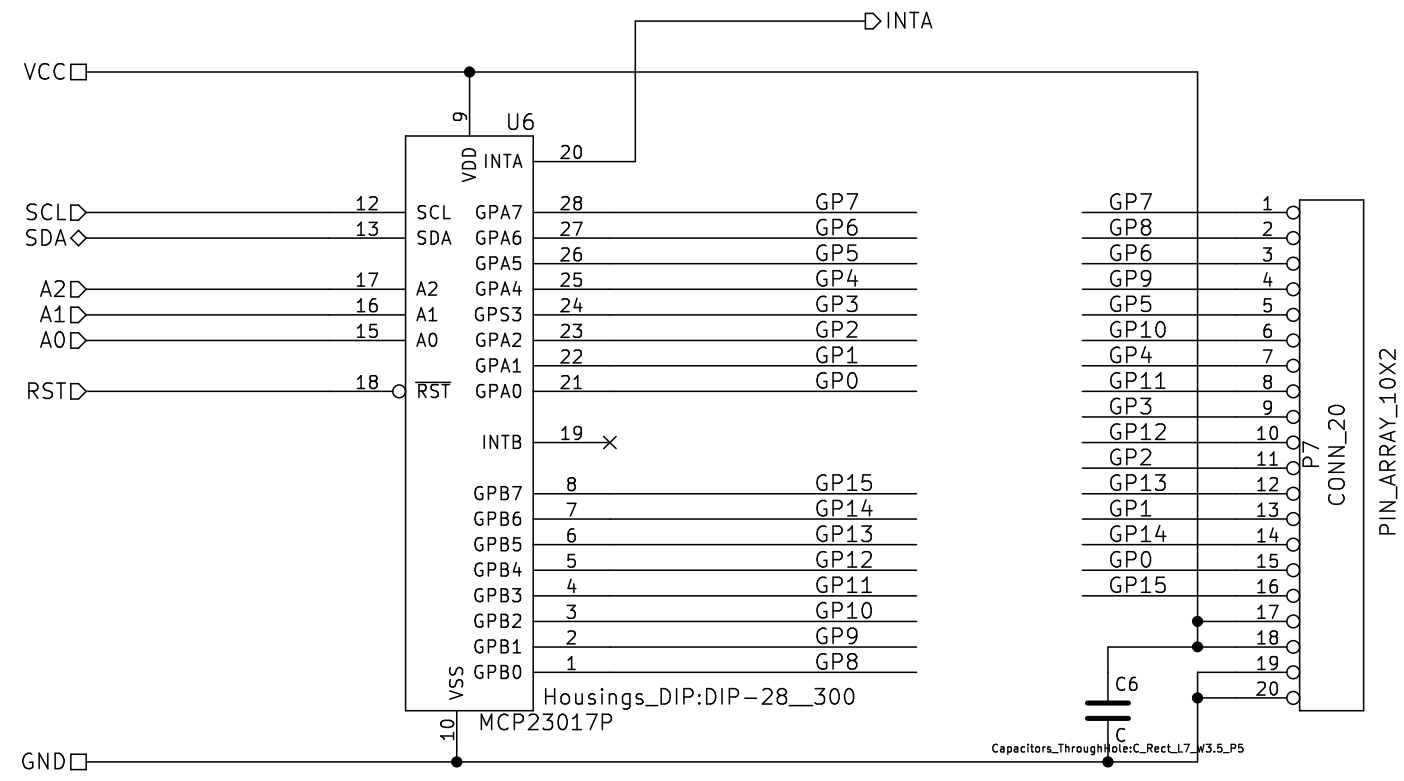 INTA
VCC
9
U6
VDD
INTA 20
SCL 12 SCL GPA7 28 GP7 GP7 1
SDA 13 SDA GPA6 27 GP6 GP8 2
GPA5 26 GP5 GP6 3
A2 17 A2 GPA4 25 GP4 GP9 4
A1 16 A1 GPS3 24 GP3 GP5 5
A0 15 A0 GPA2 23 GP2 GP10 6
GPA1 22 GP1 GP4 7
RST 18 RST GPA0 21 GP0 GP11 8
GP3 9
INTB 19 GP12 10
GP2 11
GPB7 8 GP15 GP13 12
GPB6 7 GP14 GP1 13
GPB5 6 GP13 GP14 14
GPB4 5 GP12 GP0 15
GPB3 4 GP11 GP15 16
GPB2 3 GP10 17
GPB1 2 GP9 18
GPB0 1 GP8 19
20
P7
CONN_20
PIN_ARRAY_10X2
VSS
10
Housings_DIP:DIP-28__300
MCP23017P
C6
C
Capacitors_ThroughHole:C_Rect_L7_W3.5_P5
GND